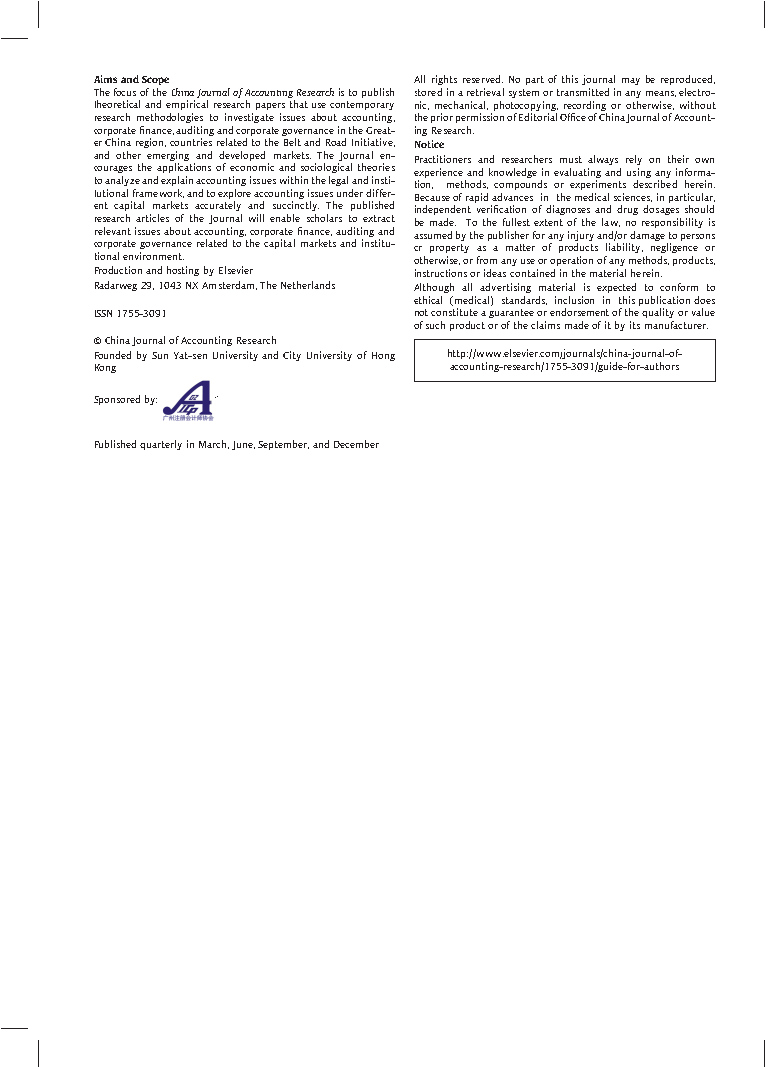 Aims and Scope
The focus of the China Journal of Accounting Research is to publish
theoretical and empirical research papers that use contemporary
research methodologies to investigate issues about accounting,
corporate finance, auditing and corporate governance in the Great-
er China region, countries related to the Belt and Road Initiative,
and other emerging and developed markets. The Journal en-
courages the applications of economic and sociological theories
to analyze and explain accounting issues within the legal and insti-
tutional framework, and to explore accounting issues under differ-
ent capital markets accurately and succinctly. The published
research articles of the Journal will enable scholars to extract
relevant issues about accounting, corporate finance, auditing and
corporate governance related to the capital markets and institu-
tional environment.
Production and hosting by Elsevier
Radarweg 29, 1043 NX Amsterdam, The Netherlands
ISSN 1755-3091
© China Journal of Accounting Research
Founded by Sun Yat-sen University and City University of Hong
Kong
Sponsored by:
广州注册会计师协会
Published quarterly in March, June, September, and December
All rights reserved. No part of this journal may be reproduced,
stored in a retrieval system or transmitted in any means, electro-
nic, mechanical, photocopying, recording or otherwise, without
the prior permission of Editorial Office of China Journal of Account-
ing Research.
Notice
Practitioners and researchers must always rely on their own
experience and knowledge in evaluating and using any informa-
tion, methods, compounds or experiments described herein.
Because of rapid advances in the medical sciences, in particular,
independent verification of diagnoses and drug dosages should
be made. To the fullest extent of the law, no responsibility is
assumed by the publisher for any injury and/or damage to persons
or property as a matter of products liability, negligence or
otherwise, or from any use or operation of any methods, products,
instructions or ideas contained in the material herein.
Although all advertising material is expected to conform to
ethical (medical) standards, inclusion in this publication does
not constitute a guarantee or endorsement of the quality or value
of such product or of the claims made of it by its manufacturer.
http://www.elsevier.com/journals/china-journal-of-
accounting-research/1755-3091/guide-for-authors